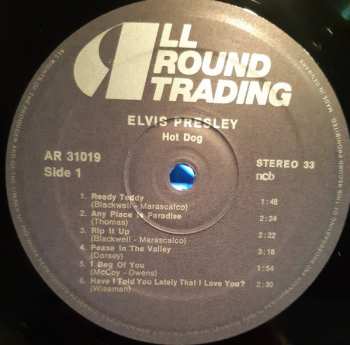 ALL
ROUND
TRADING
ELVIS PRESLEY
Hot Dog
AR 31019
Side 1
STEREO 33
ncb
1. Ready Teddy 1:48
(Blackwell - Marascalco)
2. Any Place Is Paradise 2:24
(Thomas)
3. Rip It Up 2:22
(Blackwell - Marascalco)
4. Peace In The Valley 3:18
(Dorsey)
5. I Beg Of You 1:54
(McCoy - Owens)
6. Have I Told You Lately That I Love You? 2:30
(Wiseman)